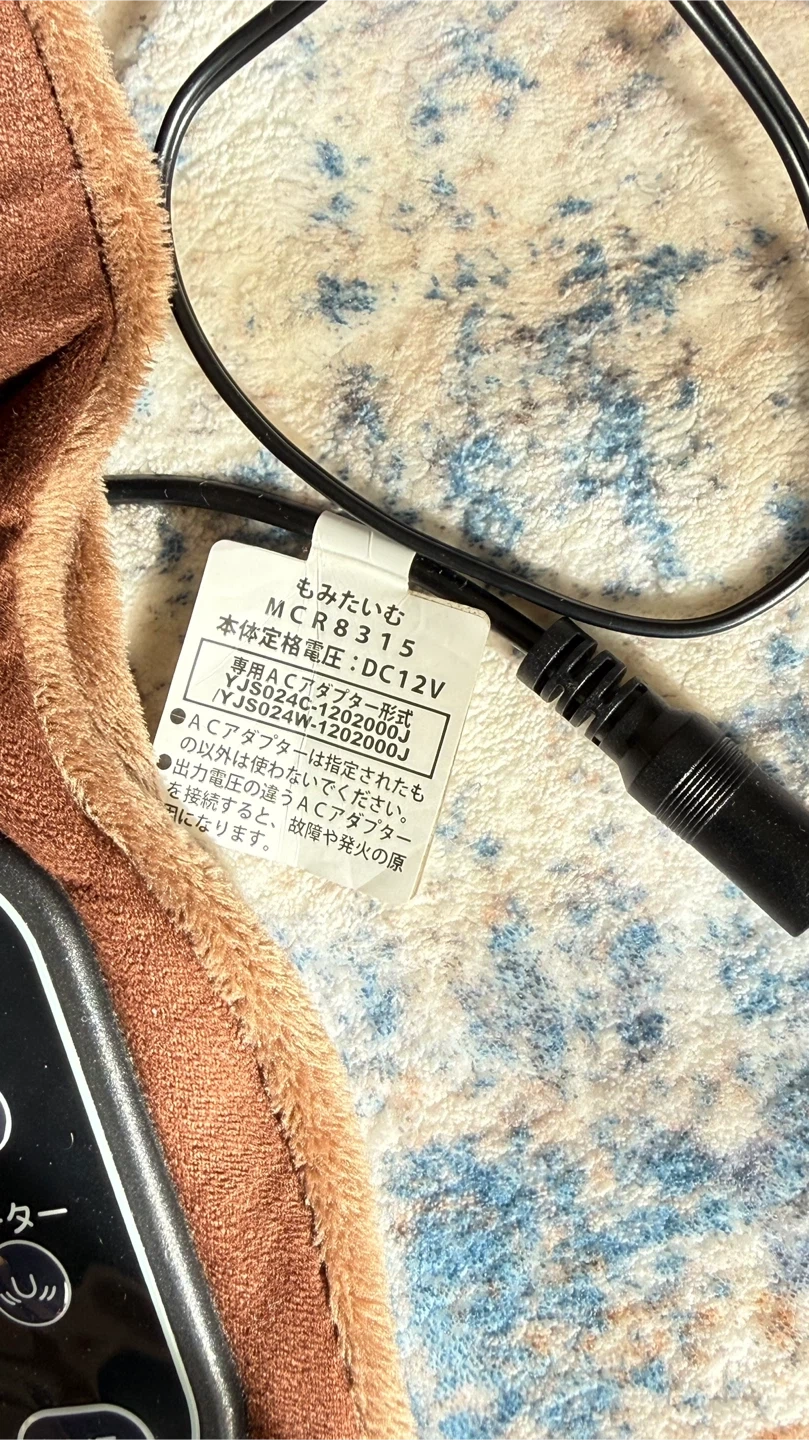 もみたいむ
MCR8315
本体定格電圧：DC12V
専用ACアダプター形式
YJS024C-1202000J
/YJS024W-1202000J
●ACアダプターは指定されたも
の以外は使わないでください。
●出力電圧の違うACアダプター
を接続すると、故障や発火の原
因になります。
ター